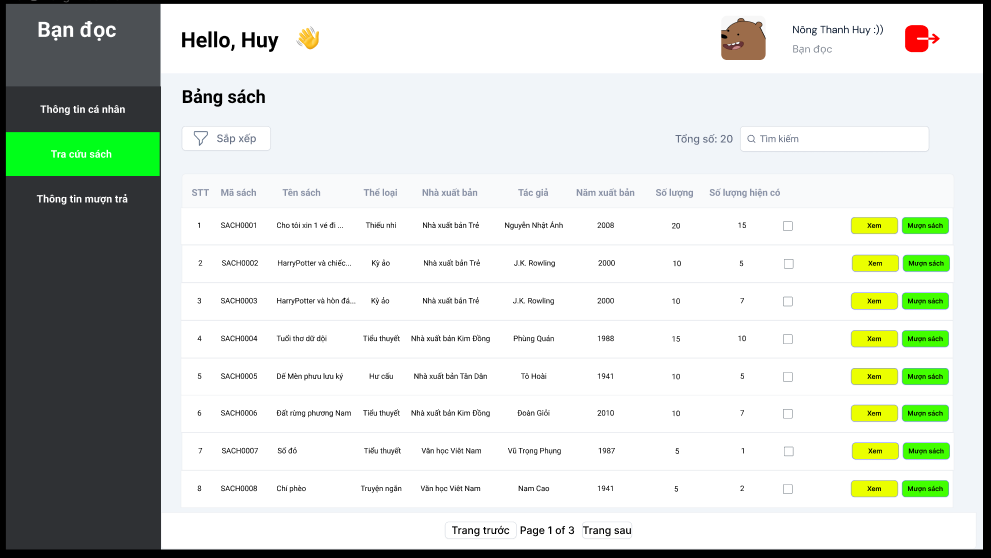 Bạn đọc
Hello, Huy 👋
Nông Thanh Huy :))
Bạn đọc
Thông tin cá nhân
Tra cứu sách
Thông tin mượn trả
Bảng sách
Sắp xếp
Tổng số: 20
Tìm kiếm
STT Mã sách Tên sách Thể loại Nhà xuất bản Tác giả Năm xuất bản Số lượng Số lượng hiện có
1 SACH0001 Cho tôi xin 1 vé đi ... Thiếu nhi Nhà xuất bản Trẻ Nguyễn Nhật Ánh 2008 20 15 Xem Mượn sách
2 SACH0002 HarryPotter và chiếc... Kỳ ảo Nhà xuất bản Trẻ J.K. Rowling 2000 10 5 Xem Mượn sách
3 SACH0003 HarryPotter và hòn đá... Kỳ ảo Nhà xuất bản Trẻ J.K. Rowling 2000 10 7 Xem Mượn sách
4 SACH0004 Tuổi thơ dữ dội Tiểu thuyết Nhà xuất bản Kim Đồng Phùng Quán 1988 15 10 Xem Mượn sách
5 SACH0005 Dế Mèn phưu lưu ký Hư cấu Nhà xuất bản Tân Dân Tô Hoài 1941 10 5 Xem Mượn sách
6 SACH0006 Đất rừng phương Nam Tiểu thuyết Nhà xuất bản Kim Đồng Đoàn Giỏi 2010 10 7 Xem Mượn sách
7 SACH0007 Số đỏ Tiểu thuyết Văn học Việt Nam Vũ Trọng Phụng 1987 5 1 Xem Mượn sách
8 SACH0008 Chí phèo Truyện ngắn Văn học Việt Nam Nam Cao 1941 5 2 Xem Mượn sách
Trang trước Page 1 of 3 Trang sau